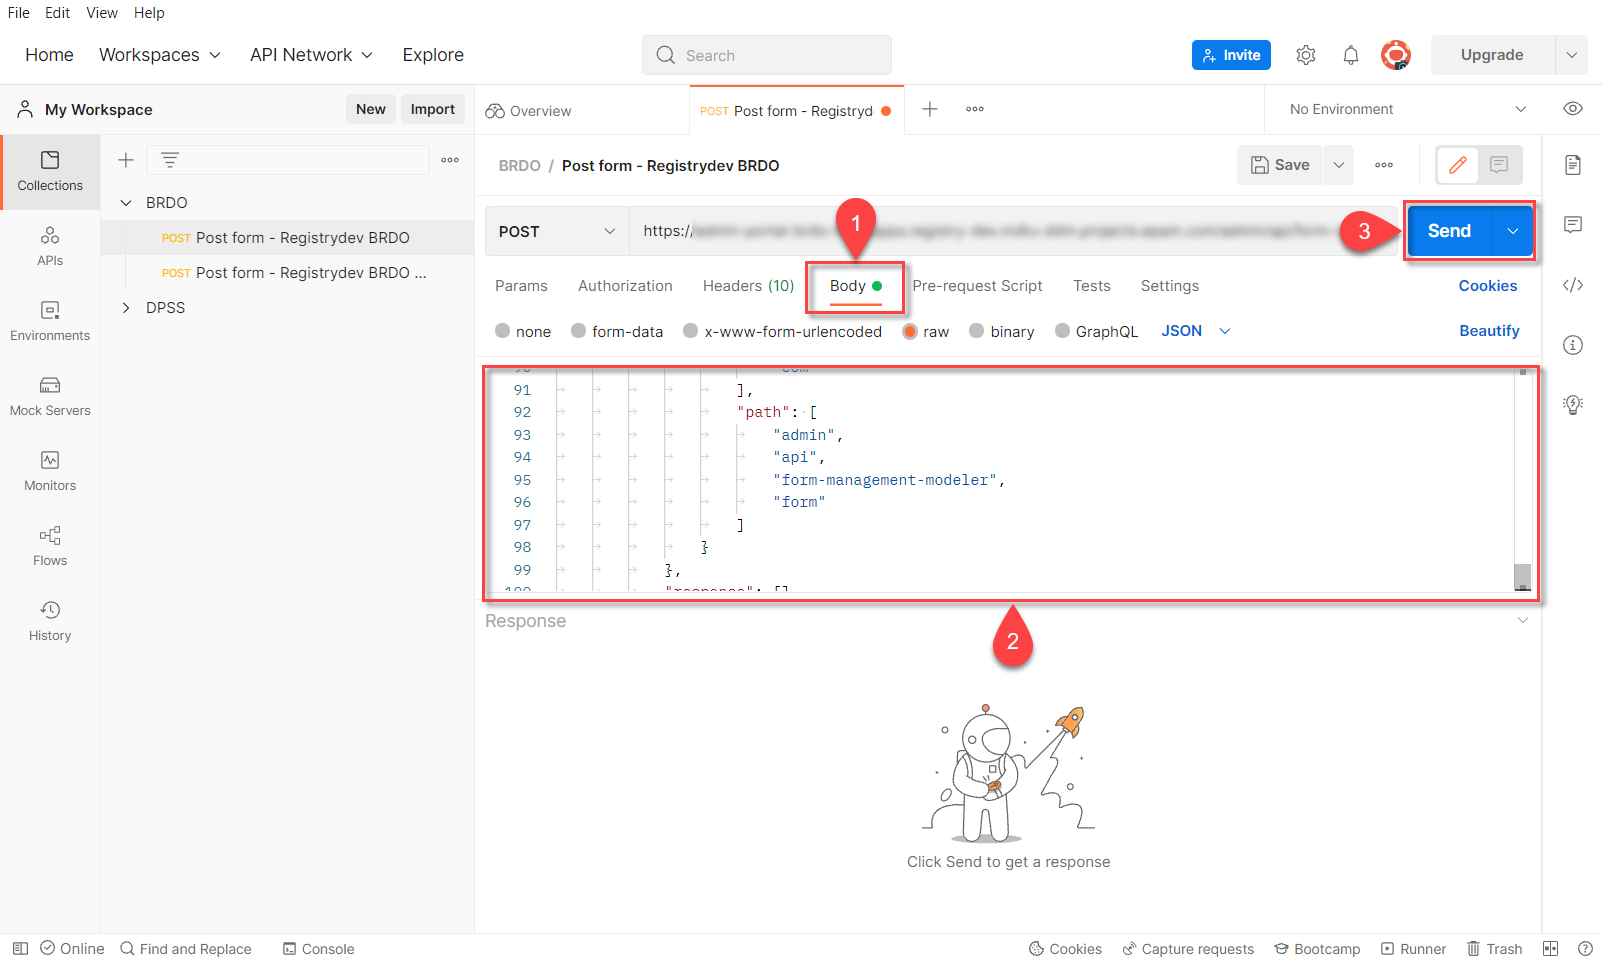 File Edit View Help
Home Workspaces API Network Explore Search Invite Upgrade
My Workspace New Import Overview POST Post form - Registryd No Environment
BRDO / Post form - Registrydev BRDO Save
Collections
BRDO
POST Post form - Registrydev BRDO
POST Post form - Registrydev BRDO ...
DPSS
APIs
Environments
Mock Servers
Monitors
Flows
History
POST https:// Send
1
3
Params Authorization Headers (10) Body Pre-request Script Tests Settings Cookies
none form-data x-www-form-urlencoded raw binary GraphQL JSON Beautify
91 ],
92 "path": [
93 "admin",
94 "api",
95 "form-management-modeler",
96 "form"
97 ]
98 }
99 },
100 "response": []
2
Response
Click Send to get a response
Online Find and Replace Console Cookies Capture requests Bootcamp Runner Trash